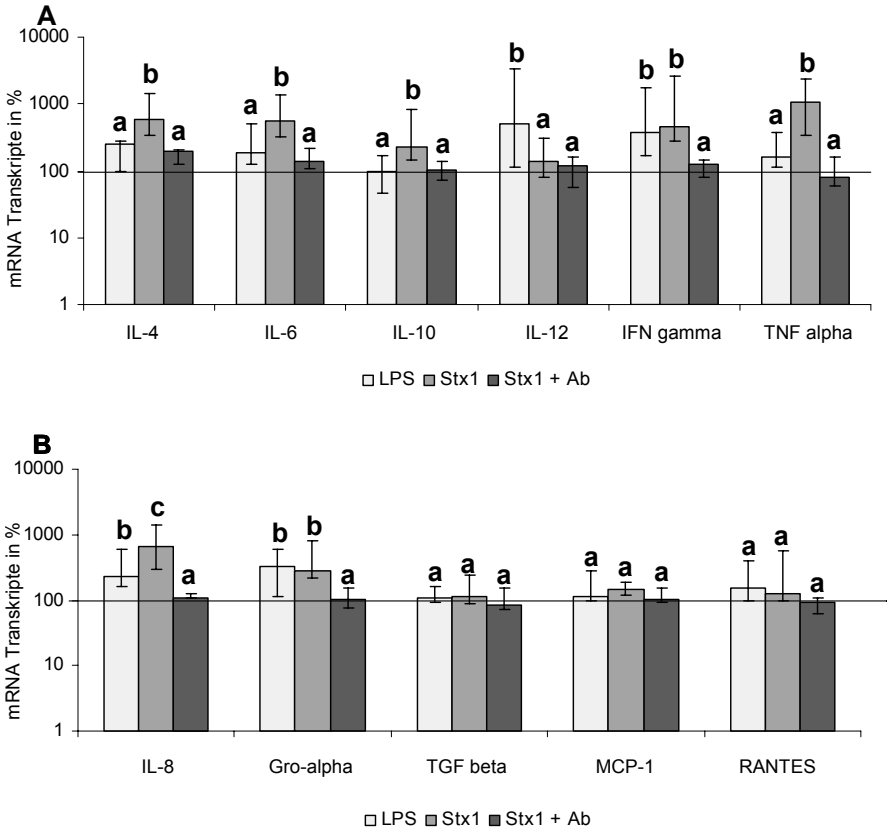 A
mRNA Transkripte in %
10000
1000
100
10
1
b
a
a
b
a
a
b
a
a
b
a
a
b
b
a
b
a
a
IL-4 IL-6 IL-10 IL-12 IFN gamma TNF alpha
LPS Stx1 Stx1 + Ab
B
mRNA Transkripte in %
10000
1000
100
10
1
b
c
a
b
b
a
a
a
a
a
a
a
a
a
a
IL-8 Gro-alpha TGF beta MCP-1 RANTES
LPS Stx1 Stx1 + Ab